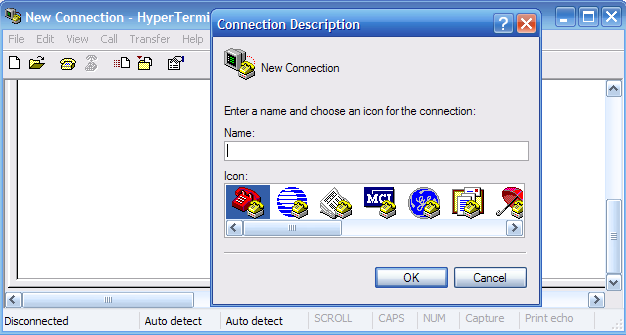 New Connection - HyperTermi
Connection Description
File Edit View Call Transfer Help
New Connection
Enter a name and choose an icon for the connection:
Name:
Icon:
MCI
OK Cancel
Disconnected Auto detect Auto detect SCROLL CAPS NUM Capture Print echo